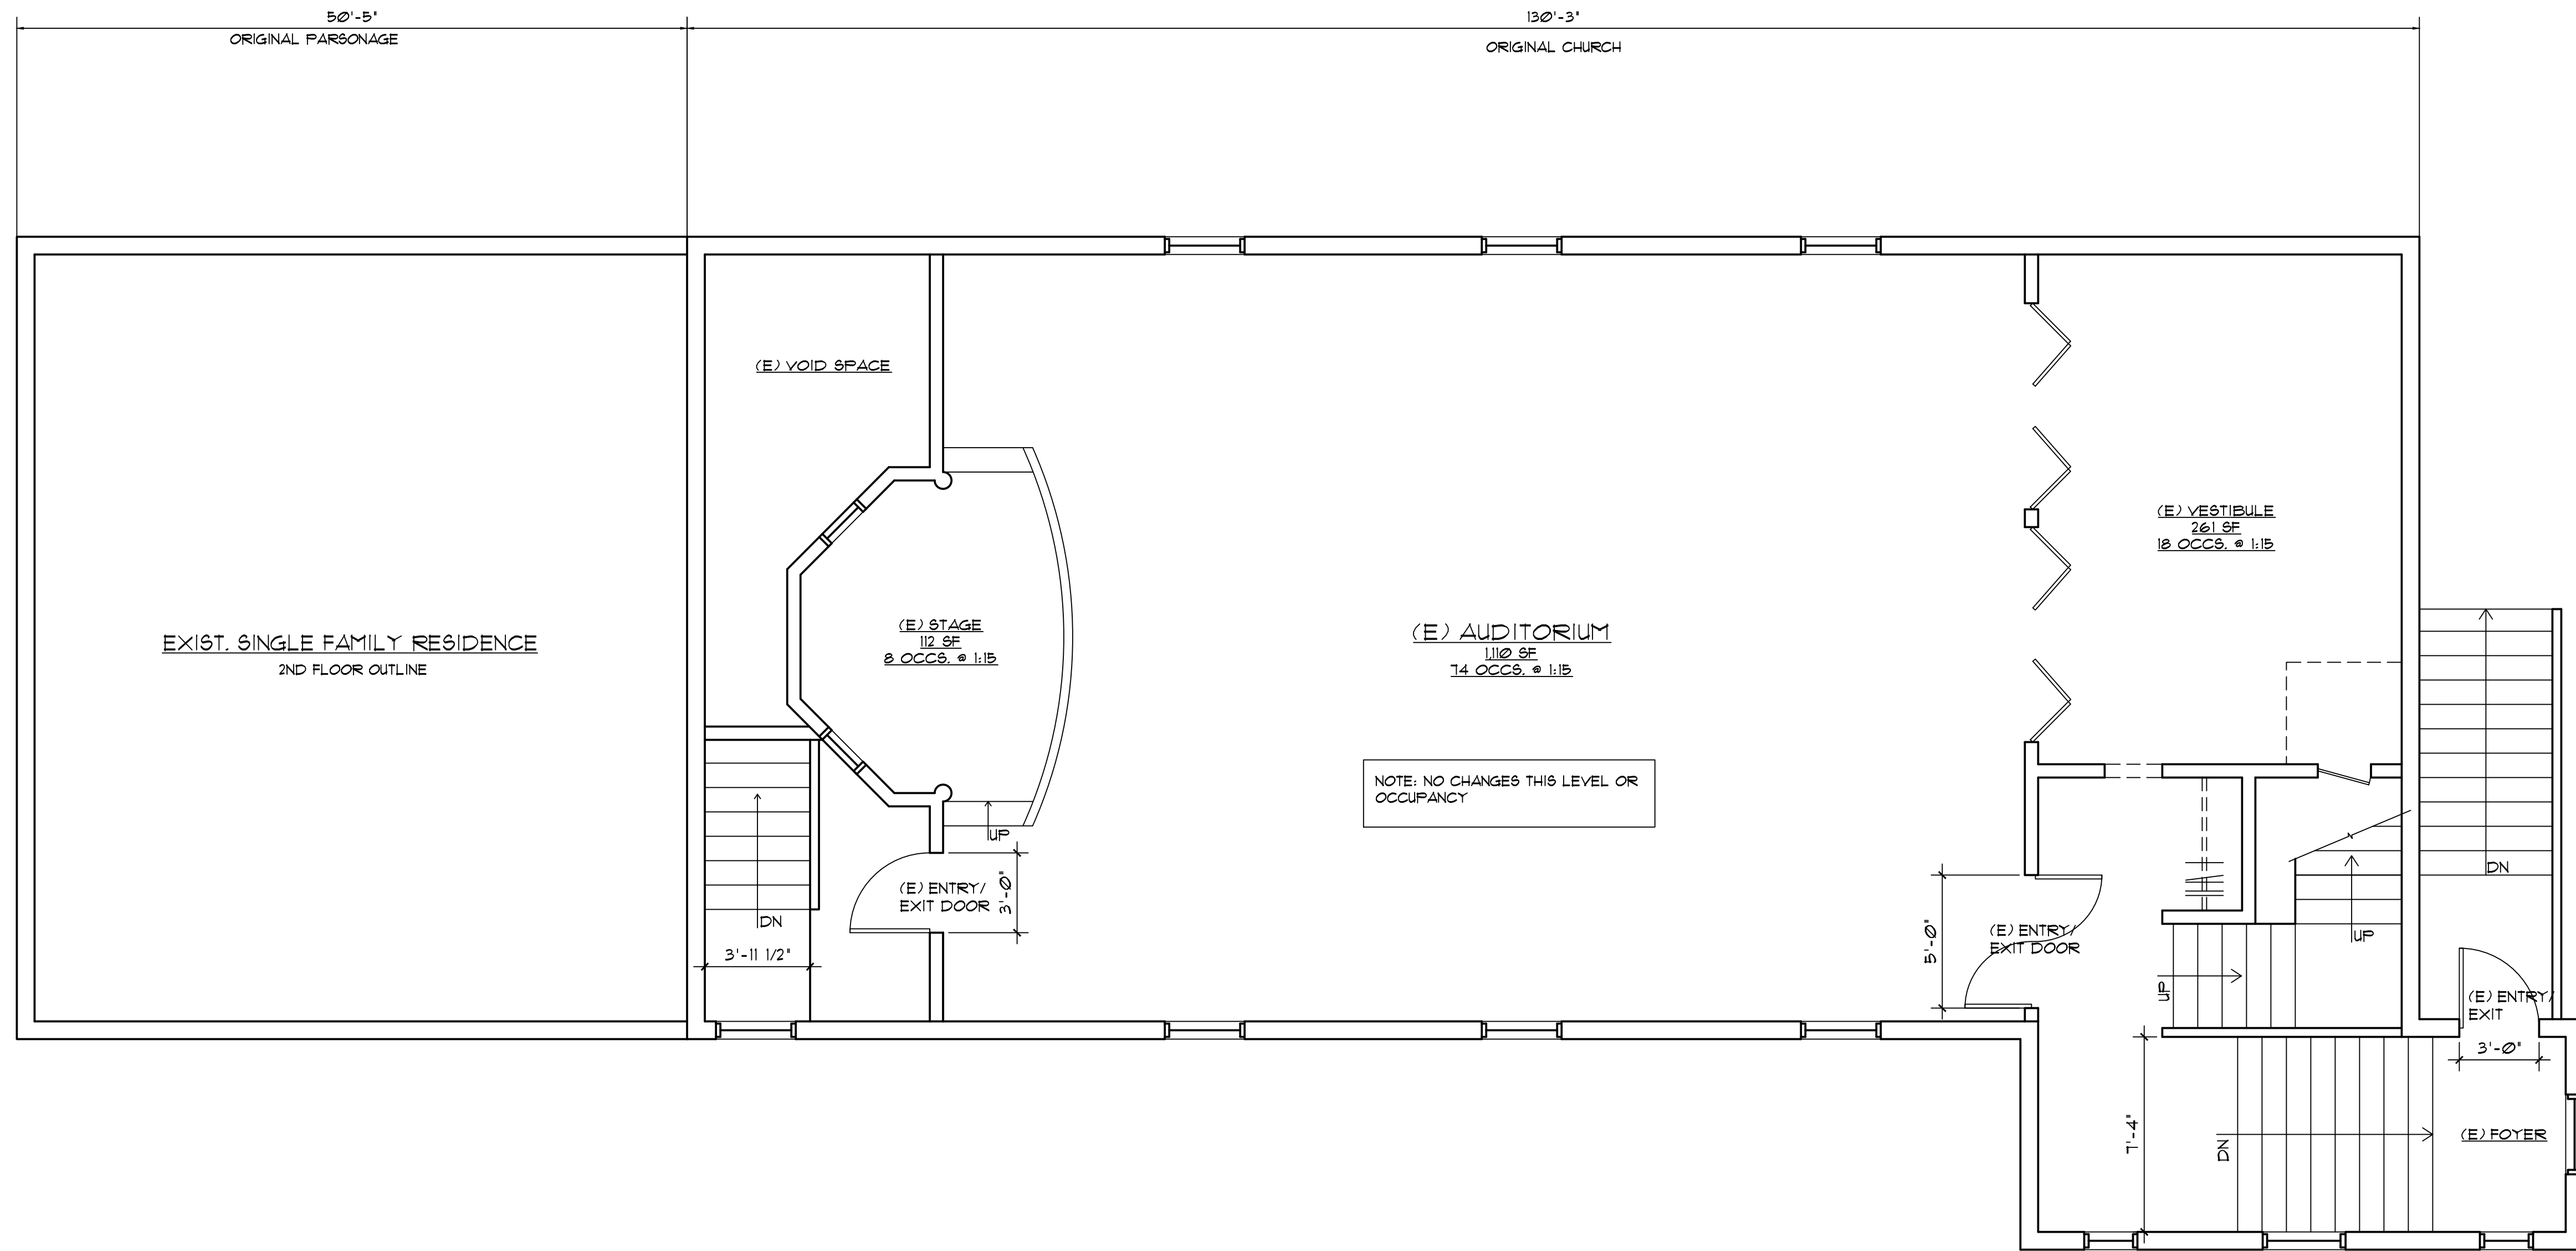 50'-5"
ORIGINAL PARSONAGE
130'-3"
ORIGINAL CHURCH
(E) VOID SPACE
(E) VESTIBULE
261 SF
18 OCCS. @ 1:15
EXIST. SINGLE FAMILY RESIDENCE
2ND FLOOR OUTLINE
(E) STAGE
112 SF
8 OCCS. @ 1:15
(E) AUDITORIUM
1,110 SF
74 OCCS. @ 1:15
NOTE: NO CHANGES THIS LEVEL OR
OCCUPANCY
UP
(E) ENTRY/
EXIT DOOR
3'-0"
DN
3'-11 1/2"
5'-0"
(E) ENTRY/
EXIT DOOR
UP
UP
DN
(E) ENTRY/
EXIT
3'-0"
7'-4"
DN
(E) FOYER